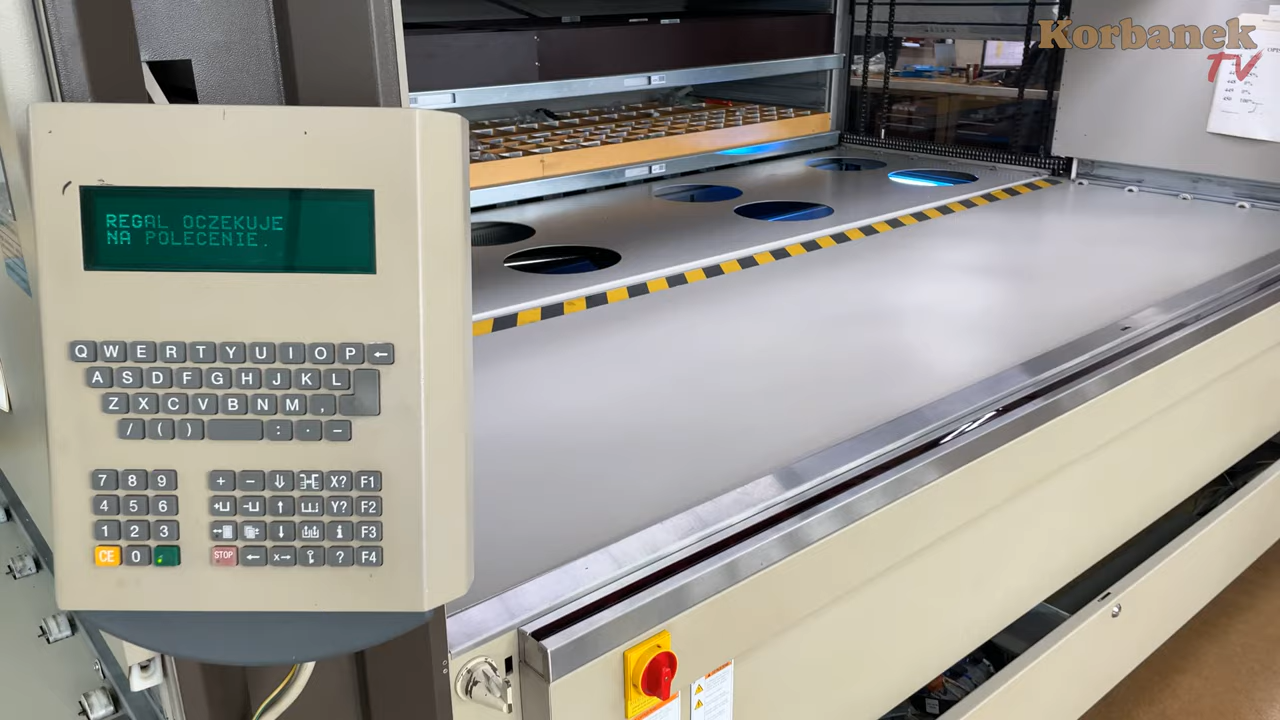 Korbanek
TV
REGAL OCZEKUJE
NA POLECENIE.
Q W E R T Y U I O P ←
A S D F G H J K L
Z X C V B N M ,
/ ( ) : · –
7 8 9 + − ⇩ X? F1
4 5 6 ↑ Y? F2
1 2 3 ↓ i F3
CE 0 STOP ← x→ ? F4